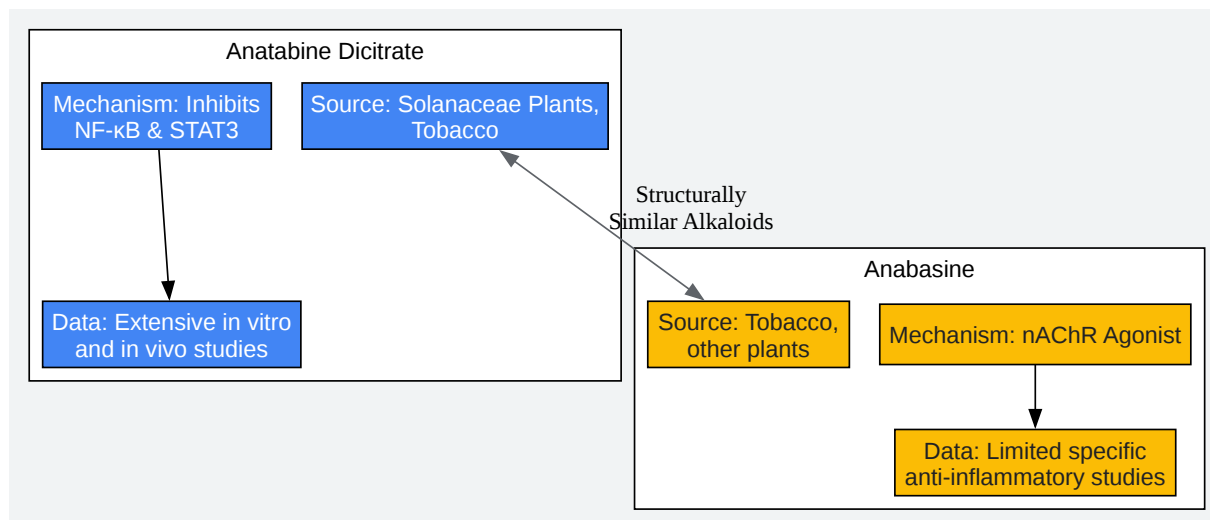 Anatabine Dicitrate
Mechanism: Inhibits
NF-κB & STAT3
Source: Solanaceae Plants,
Tobacco
Data: Extensive in vitro
and in vivo studies
Structurally
Similar Alkaloids
Anabasine
Source: Tobacco,
other plants
Mechanism: nAChR Agonist
Data: Limited specific
anti-inflammatory studies